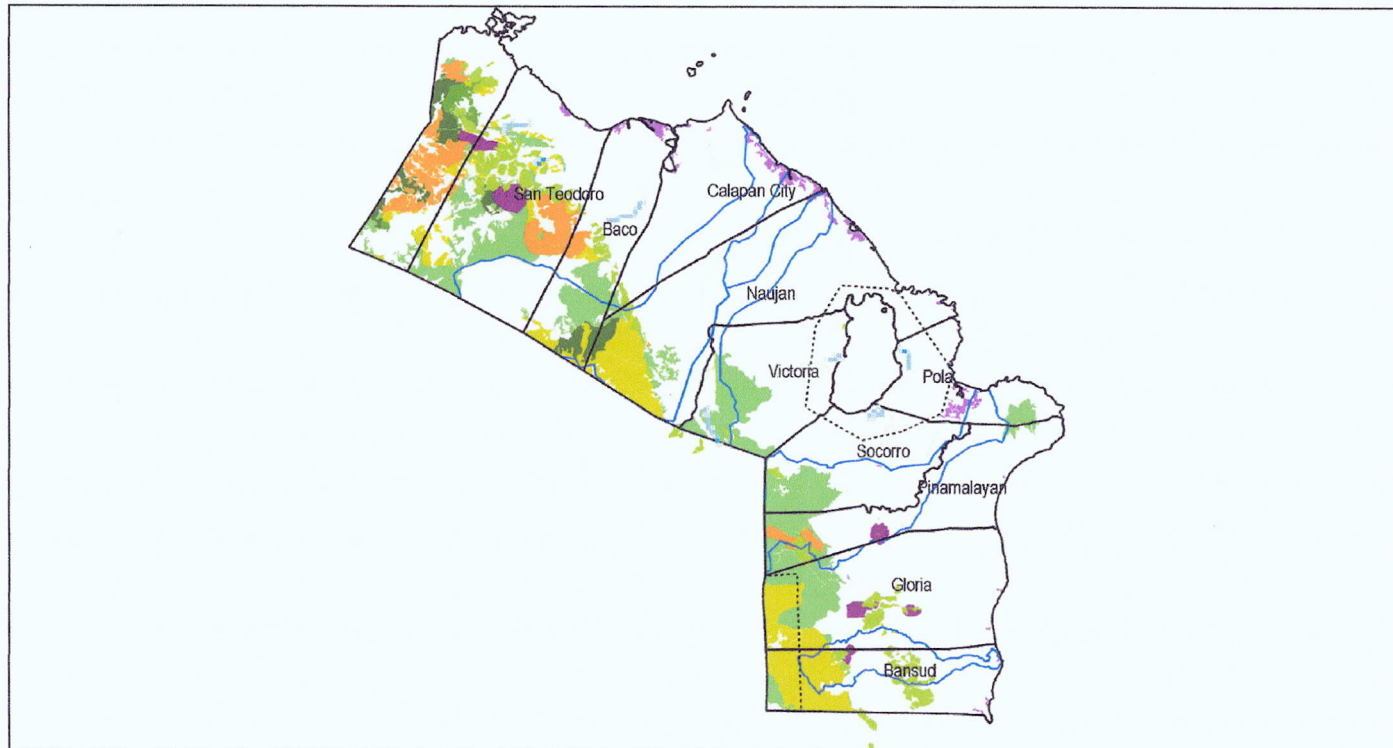 San Teodoro
Calapan City
Baco
Naujan
Victoria
Pola
Socorro
Pinamalayan
Gloria
Bansud